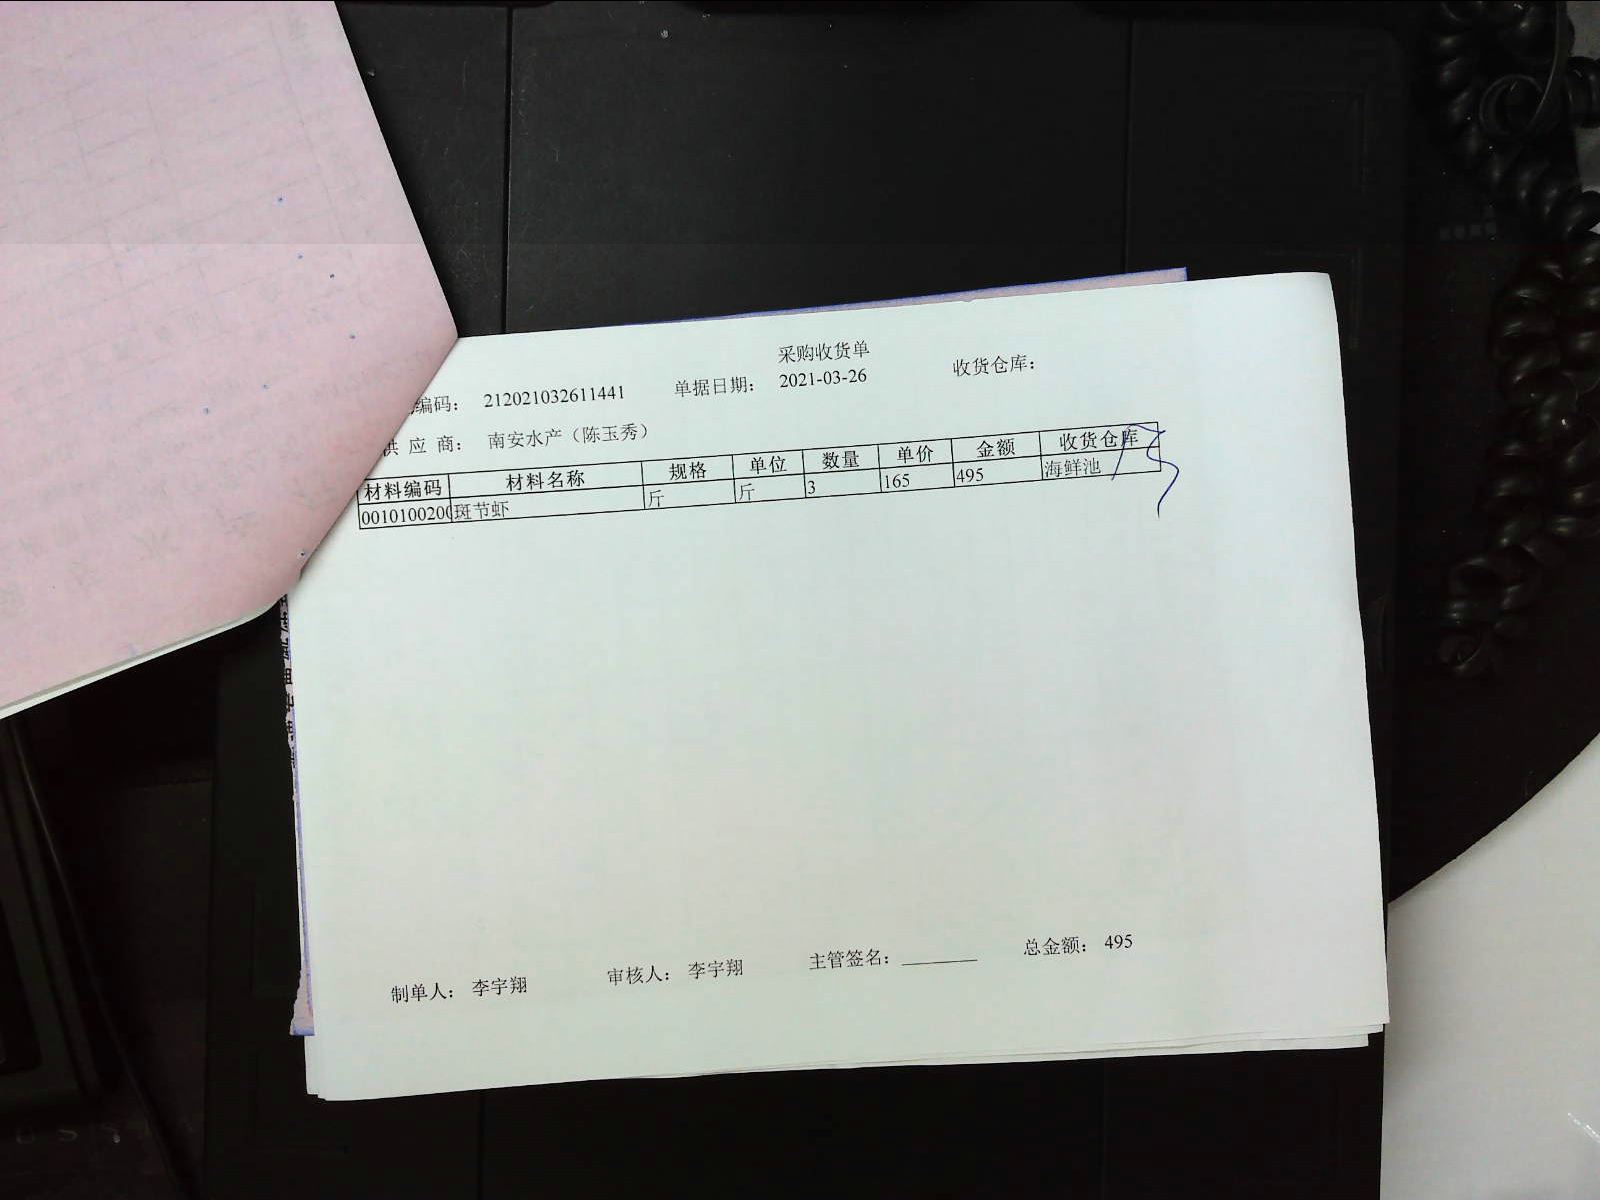 采购收货单
编码： 212021032611441 单据日期： 2021-03-26 收货仓库：
供 应 商： 南安水产（陈玉秀）
材料编码 材料名称 规格 单位 数量 单价 金额 收货仓库
0010100200 斑节虾 斤 斤 3 165 495 海鲜池
制单人： 李宇翔 审核人： 李宇翔 主管签名：________ 总金额： 495